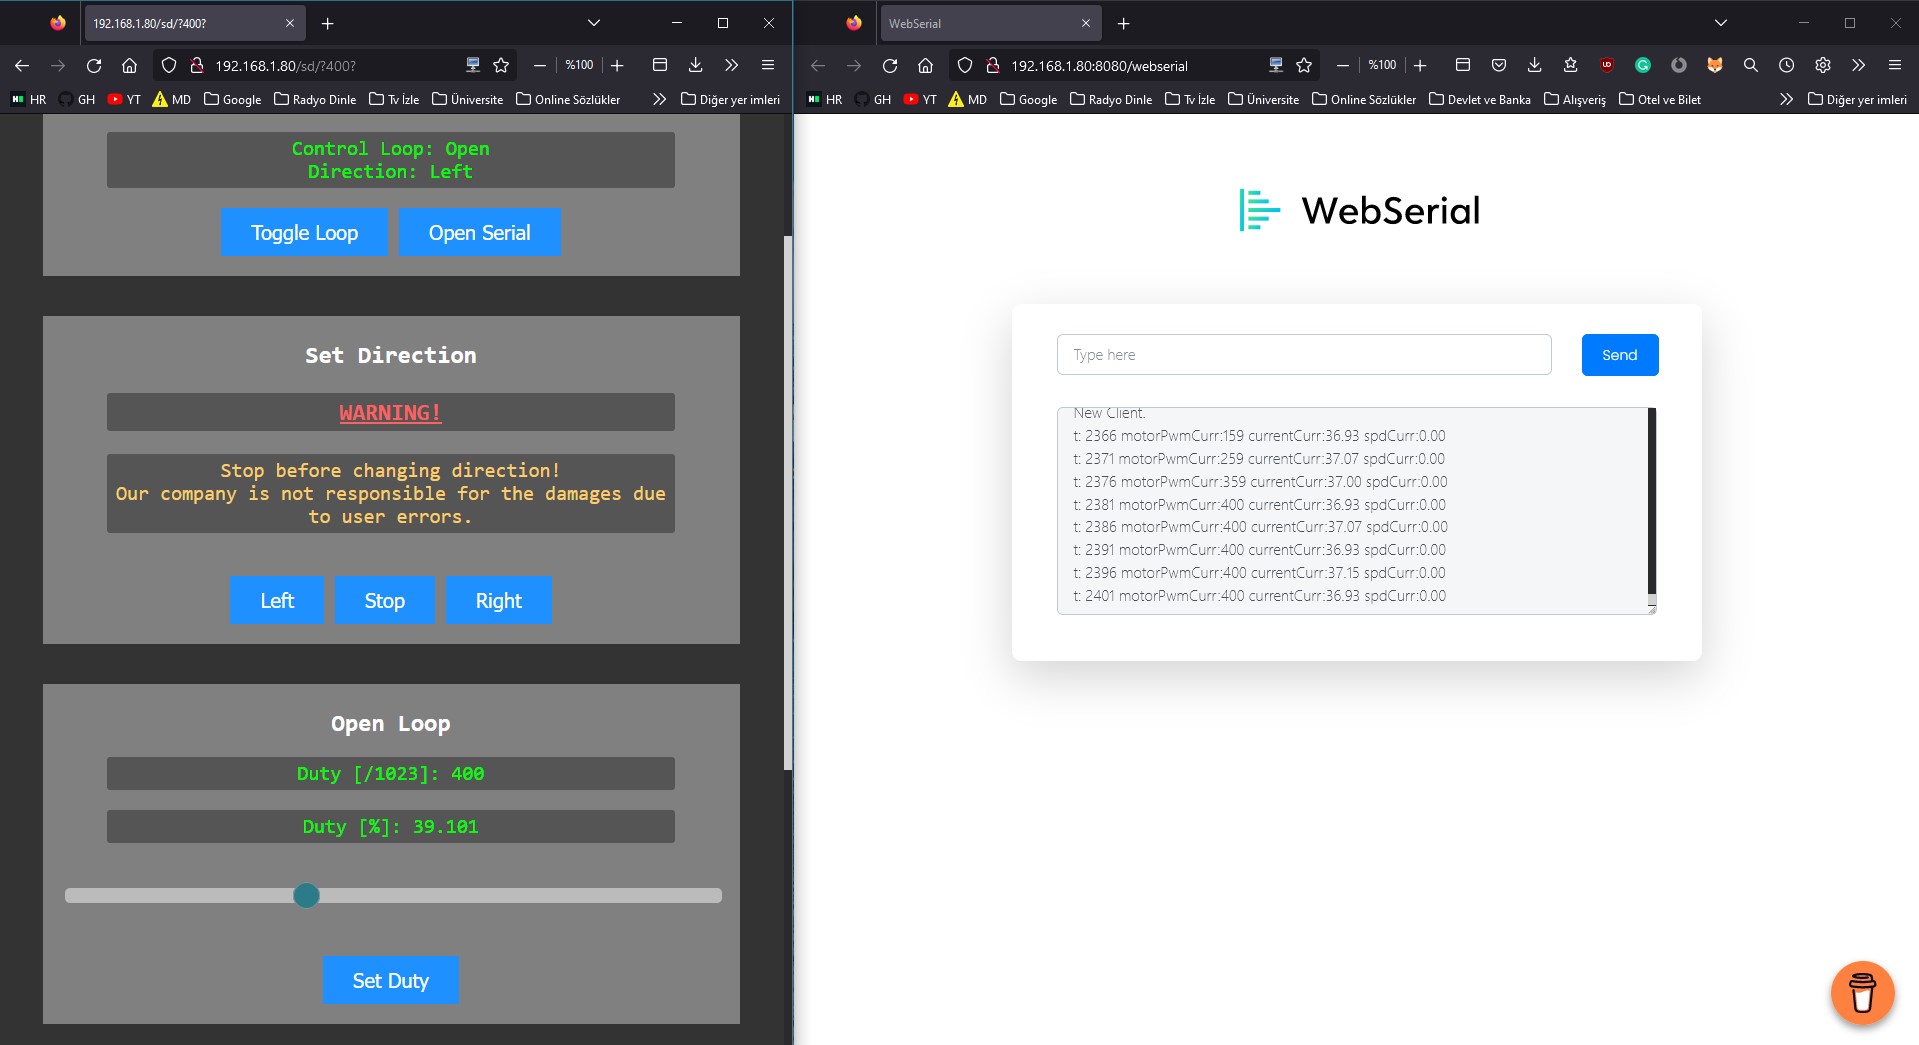 192.168.1.80/sd/?400?
192.168.1.80/sd/?400?
%100
HR GH YT MD Google Radyo Dinle Tv İzle Üniversite Online Sözlükler Diğer yer imleri
Control Loop: Open
Direction: Left
Toggle Loop Open Serial
Set Direction
WARNING!
Stop before changing direction!
Our company is not responsible for the damages due
to user errors.
Left Stop Right
Open Loop
Duty [/1023]: 400
Duty [%]: 39.101
Set Duty
WebSerial
192.168.1.80:8080/webserial
%100
HR GH YT MD Google Radyo Dinle Tv İzle Üniversite Online Sözlükler Devlet ve Banka Alışveriş Otel ve Bilet Diğer yer imleri
WebSerial
Type here Send
New Client.
t: 2366 motorPwmCurr:159 currentCurr:36.93 spdCurr:0.00
t: 2371 motorPwmCurr:259 currentCurr:37.07 spdCurr:0.00
t: 2376 motorPwmCurr:359 currentCurr:37.00 spdCurr:0.00
t: 2381 motorPwmCurr:400 currentCurr:36.93 spdCurr:0.00
t: 2386 motorPwmCurr:400 currentCurr:37.07 spdCurr:0.00
t: 2391 motorPwmCurr:400 currentCurr:36.93 spdCurr:0.00
t: 2396 motorPwmCurr:400 currentCurr:37.15 spdCurr:0.00
t: 2401 motorPwmCurr:400 currentCurr:36.93 spdCurr:0.00